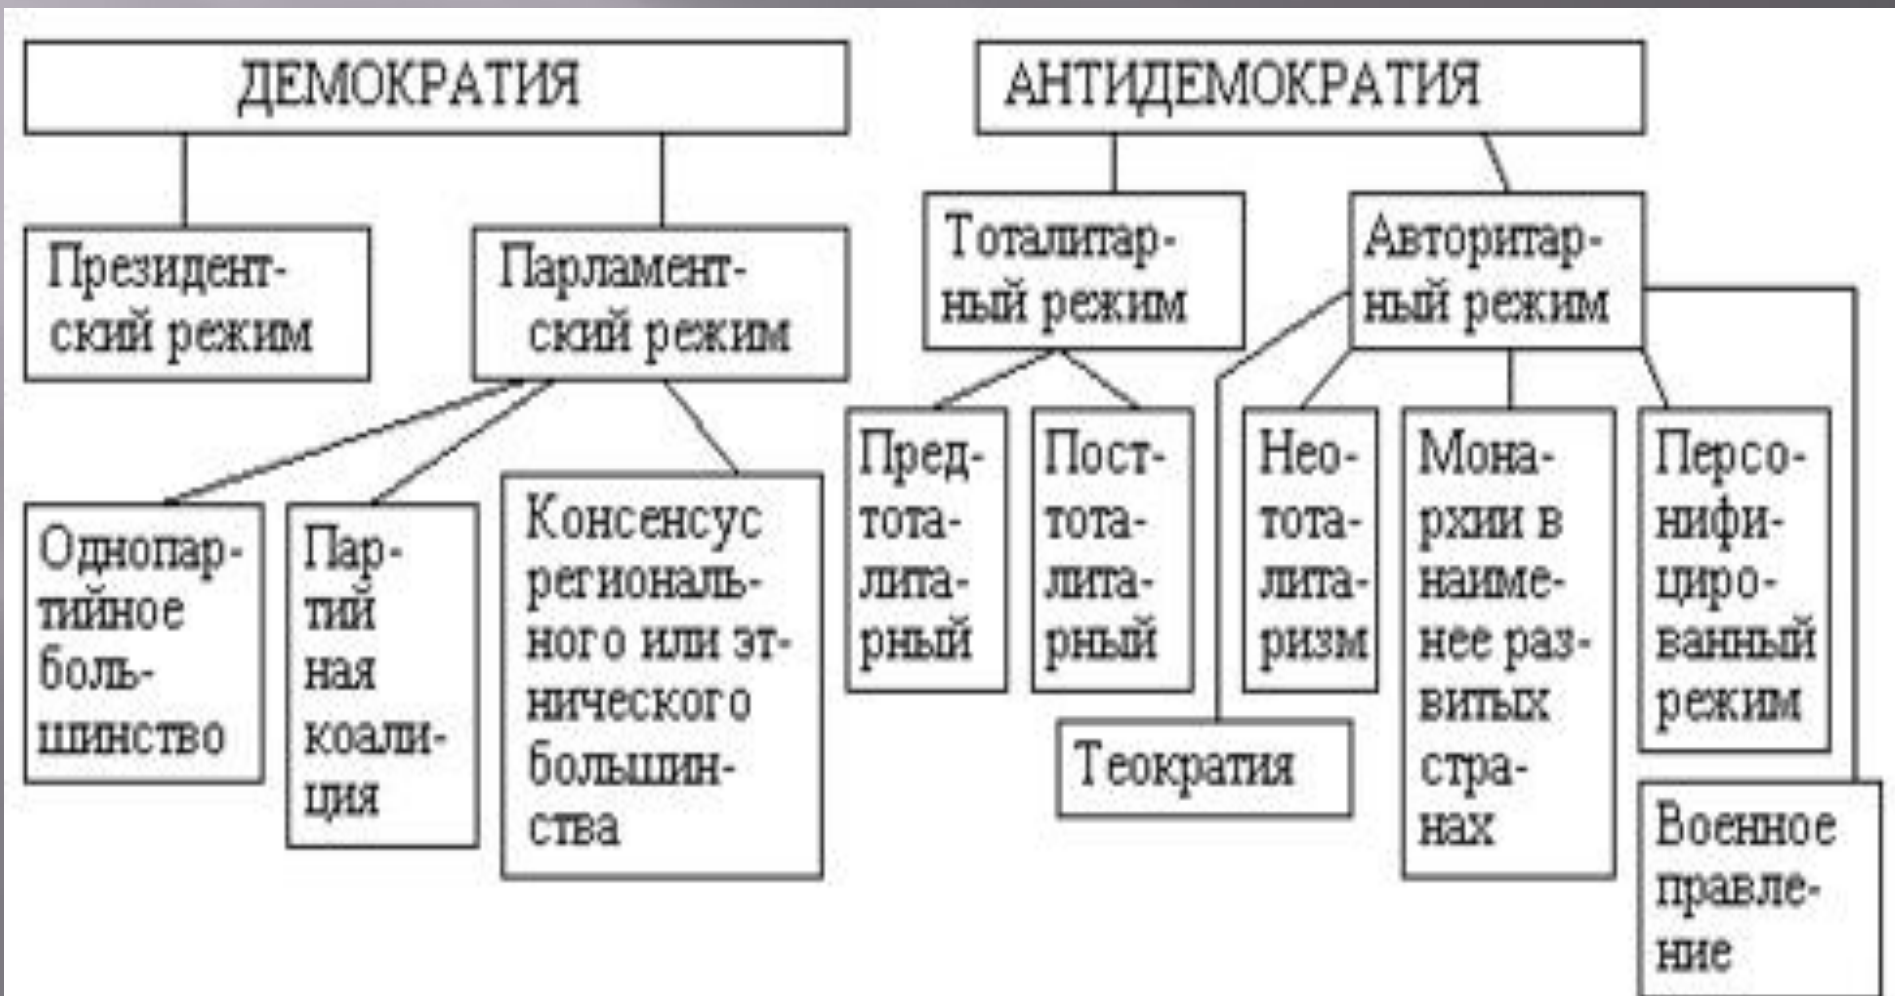 ДЕМОКРАТИЯ
Президент-
ский режим
Парламент-
ский режим
Однопар-
тийное
боль-
шинство
Пар-
тий
ная
коали-
ция
Консенсус
региональ-
ного или эт-
нического
большин-
ства
АНТИДЕМОКРАТИЯ
Тоталитар-
ный режим
Авторитар-
ный режим
Пред-
тота-
лита-
рный
Пост-
тота-
лита-
рный
Нео-
тота-
лита-
ризм
Мона-
рхии в
наиме-
нее раз-
витых
стра-
нах
Персо-
нифи-
циро-
ванный
режим
Теократия
Военное
правле-
ние